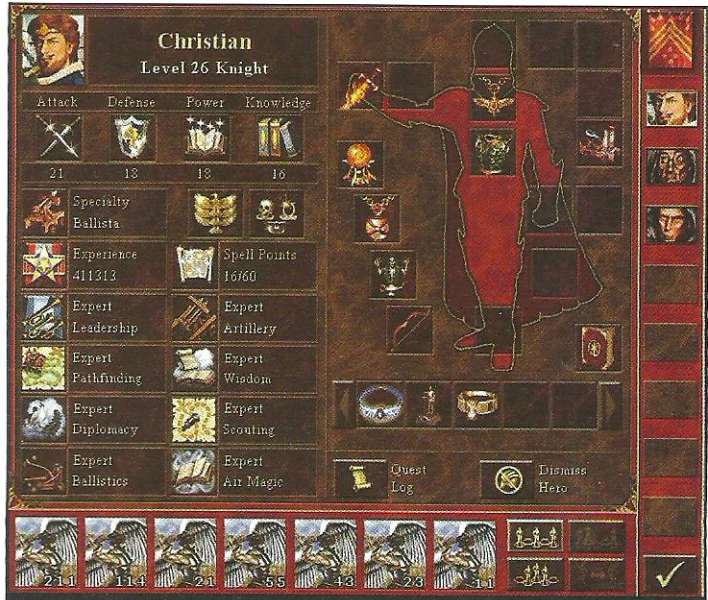 Christian
Level 26 Knight
Attack Defense Power Knowledge
21 18 18 16
Specialty
Ballista
Experience
411313
Spell Points
16/60
Expert
Leadership
Expert
Artillery
Expert
Pathfinding
Expert
Wisdom
Expert
Diplomacy
Expert
Scouting
Expert
Ballistics
Expert
Air Magic
Quest
Log
Dismiss
Hero
211 114 21 55 43 23 11